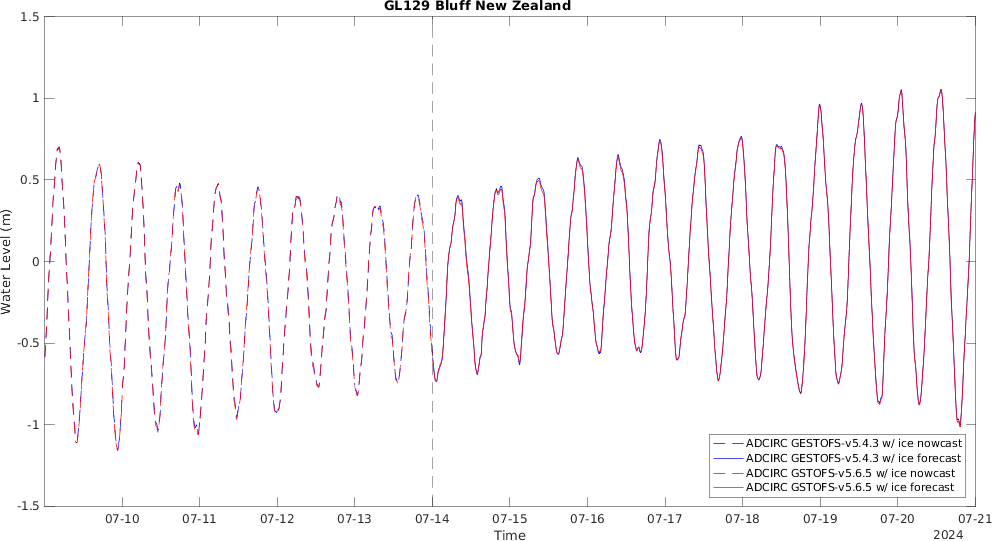 GL129 Bluff New Zealand
1.5
1
0.5
0
-0.5
-1
-1.5
Water Level (m)
07-10 07-11 07-12 07-13 07-14 07-15 07-16 07-17 07-18 07-19 07-20 07-21
Time
2024
ADCIRC GESTOFS-v5.4.3 w/ ice nowcast
ADCIRC GESTOFS-v5.4.3 w/ ice forecast
ADCIRC GSTOFS-v5.6.5 w/ ice nowcast
ADCIRC GSTOFS-v5.6.5 w/ ice forecast